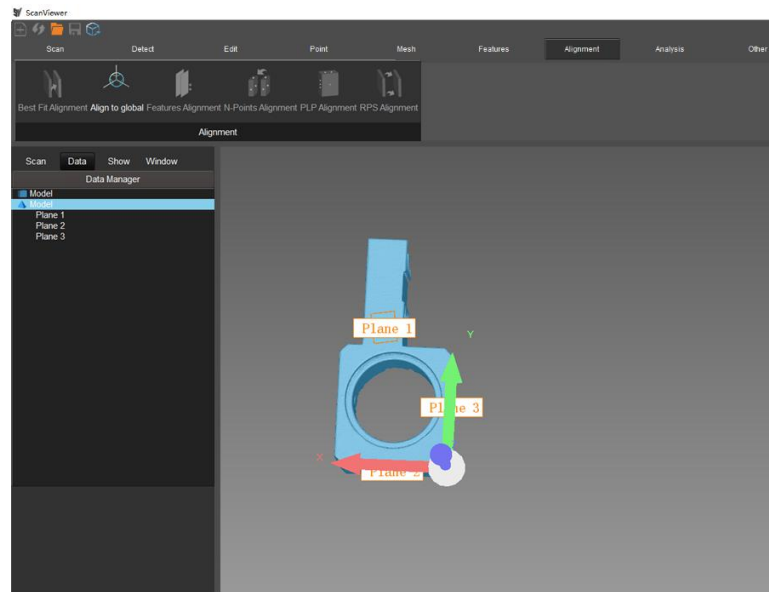 ScanViewer
Scan Detect Edit Point Mesh Features Alignment Analysis Other
Best Fit Alignment Align to global Features Alignment N-Points Alignment PLP Alignment RPS Alignment
Alignment
Scan Data Show Window
Data Manager
Model
Model
Plane 1
Plane 2
Plane 3
Plane 1
Y
Plane 3
X
Plane 2